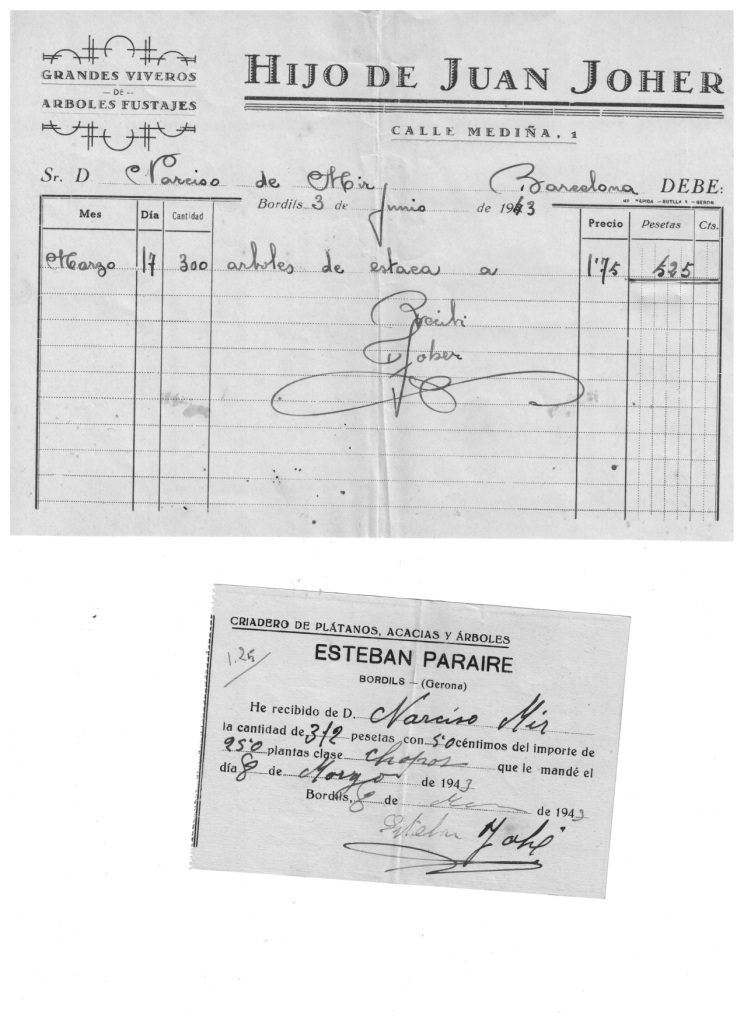 GRANDES VIVEROS
— DE —
ARBOLES FUSTAJES
HIJO DE JUAN JOHER
CALLE MEDIÑA, 1
Sr. D Narciso de Mir Barcelona DEBE:
Bordils 3 de Junio de 1943
Mes Día Cantidad Precio Pesetas Cts.
Marzo 17 300 arboles de estaca a 1'75 525
Recibi
Joher
CRIADERO DE PLÁTANOS, ACACIAS Y ÁRBOLES
1.25
ESTEBAN PARAIRE
BORDILS — (Gerona)
He recibido de D. Narciso Mir
la cantidad de 312 pesetas con 50 céntimos del importe de
250 plantas clase chopos que le mandé el
día 8 de Marzo de 1943
Bordils, 8 de de 1943
Esteban